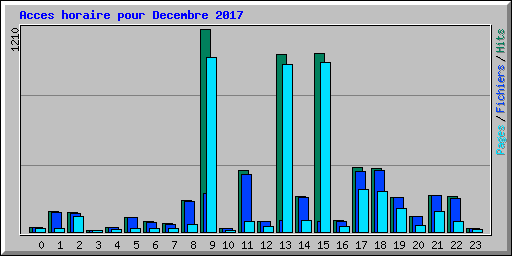 Acces horaire pour Decembre 2017
1210
Pages / Fichiers / Hits
0 1 2 3 4 5 6 7 8 9 10 11 12 13 14 15 16 17 18 19 20 21 22 23